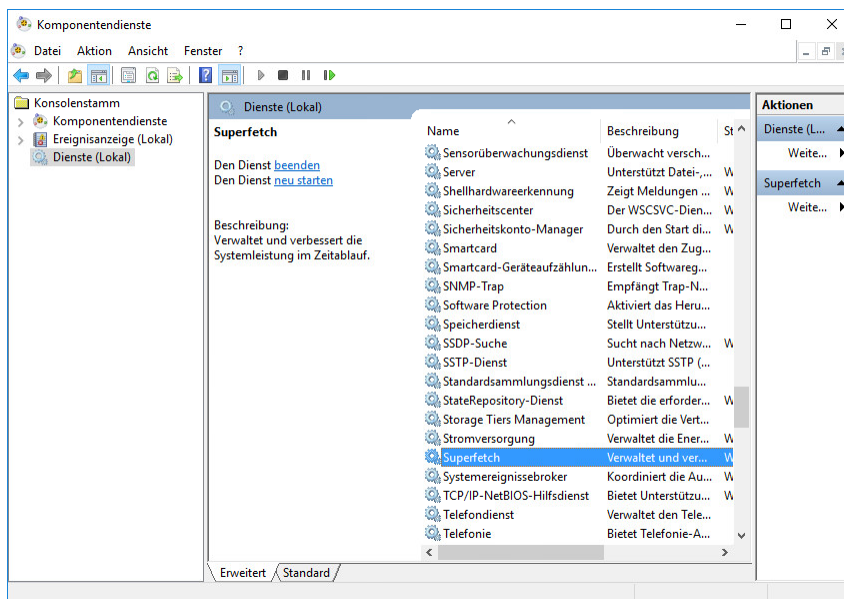 Komponentendienste
Datei Aktion Ansicht Fenster ?
Konsolenstamm
Komponentendienste
Ereignisanzeige (Lokal)
Dienste (Lokal)
Dienste (Lokal)
Superfetch
Den Dienst beenden
Den Dienst neu starten
Beschreibung:
Verwaltet und verbessert die
Systemleistung im Zeitablauf.
Name Beschreibung St
Sensorüberwachungsdienst Überwacht versch...
Server Unterstützt Datei-,... W
Shellhardwareerkennung Zeigt Meldungen ... W
Sicherheitscenter Der WSCSVC-Dien... W
Sicherheitskonto-Manager Durch den Start di... W
Smartcard Verwaltet den Zug...
Smartcard-Geräteaufzählun... Erstellt Softwareg...
SNMP-Trap Empfängt Trap-N...
Software Protection Aktiviert das Heru...
Speicherdienst Stellt Unterstützu...
SSDP-Suche Sucht nach Netzw... W
SSTP-Dienst Unterstützt SSTP (...
Standardsammlungsdienst ... Standardsammlu...
StateRepository-Dienst Bietet die erforder... W
Storage Tiers Management Optimiert die Vert...
Stromversorgung Verwaltet die Ener... W
Superfetch Verwaltet und ver... W
Systemereignissebroker Koordiniert die Au... W
TCP/IP-NetBIOS-Hilfsdienst Bietet Unterstützu... W
Telefondienst Verwaltet den Tele...
Telefonie Bietet Telefonie-A...
Erweitert Standard
Aktionen
Dienste (L...
Weite...
Superfetch
Weite...